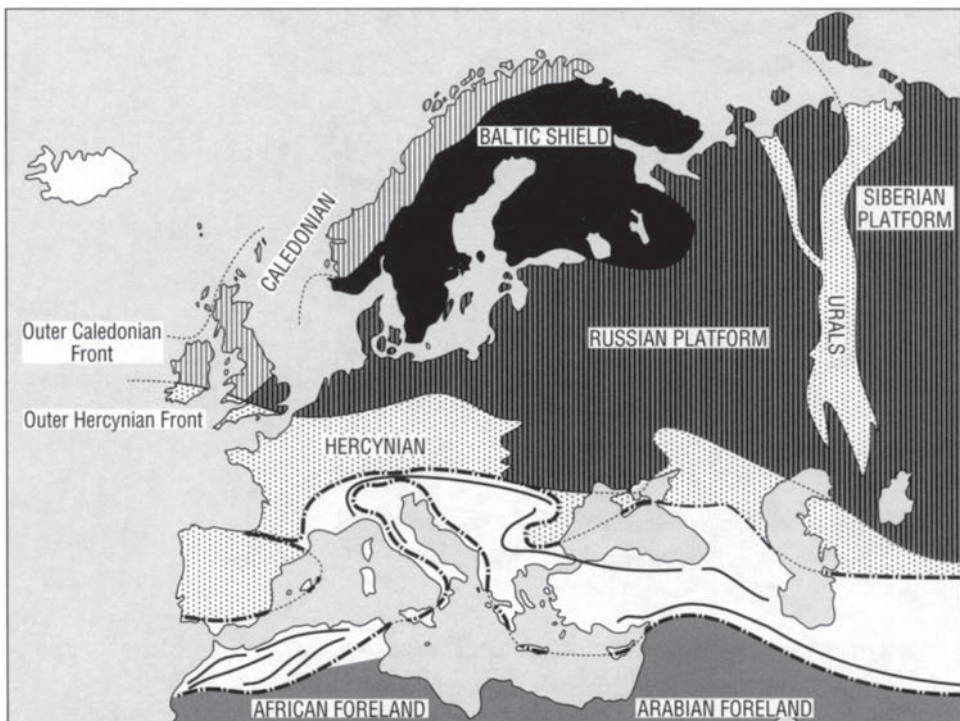 BALTIC SHIELD
SIBERIAN
PLATFORM
CALEDONIAN
Outer Caledonian
Front
RUSSIAN PLATFORM
URALS
Outer Hercynian Front
HERCYNIAN
AFRICAN FORELAND
ARABIAN FORELAND